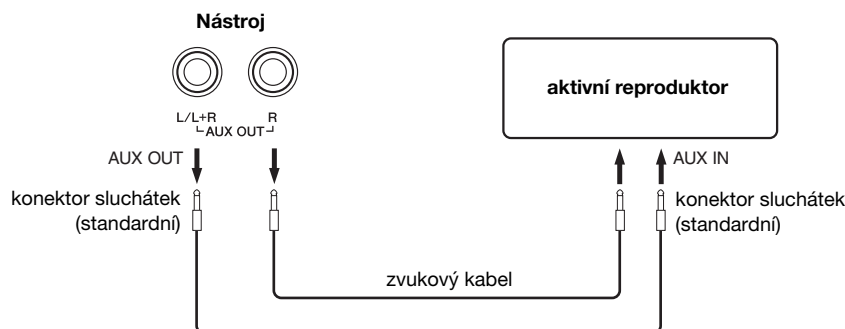 Nástroj
aktivní reproduktor
L/L+R
R
AUX OUT
AUX OUT
AUX IN
konektor sluchátek
(standardní)
konektor sluchátek
(standardní)
zvukový kabel